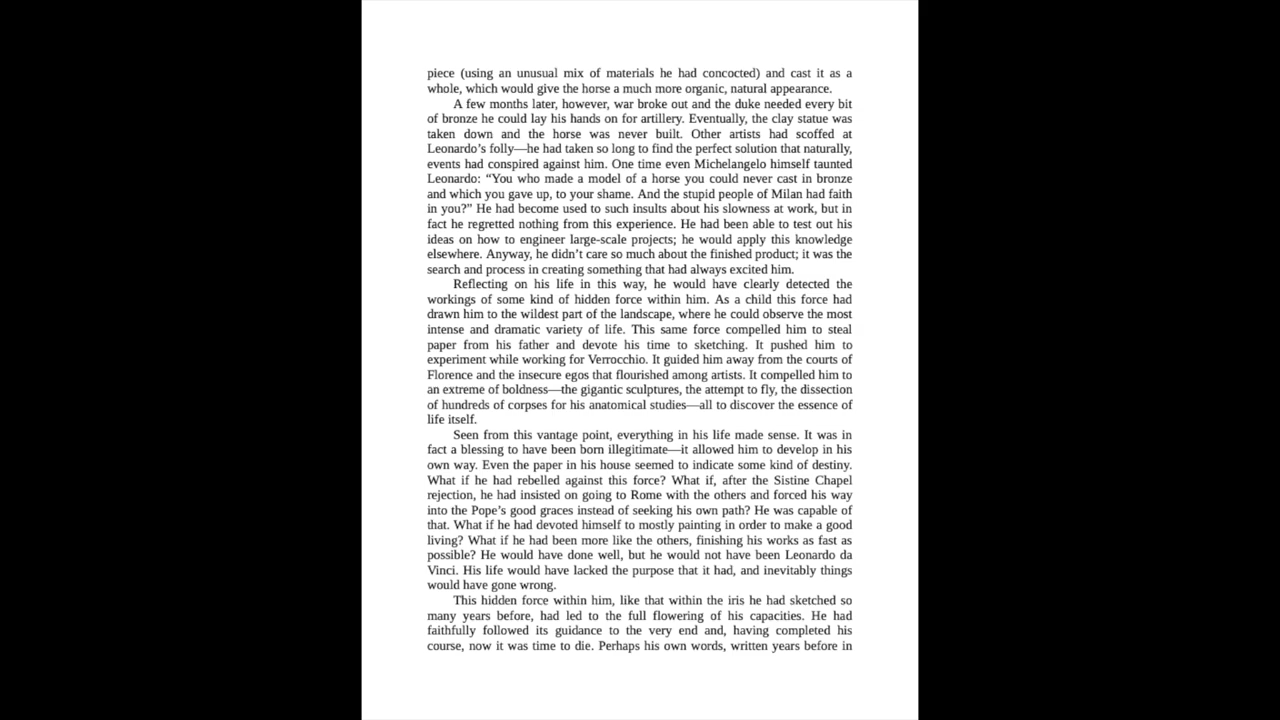 piece (using an unusual mix of materials he had concocted) and cast it as a
whole, which would give the horse a much more organic, natural appearance.
A few months later, however, war broke out and the duke needed every bit
of bronze he could lay his hands on for artillery. Eventually, the clay statue was
taken down and the horse was never built. Other artists had scoffed at
Leonardo’s folly—he had taken so long to find the perfect solution that naturally,
events had conspired against him. One time even Michelangelo himself taunted
Leonardo: “You who made a model of a horse you could never cast in bronze
and which you gave up, to your shame. And the stupid people of Milan had faith
in you?” He had become used to such insults about his slowness at work, but in
fact he regretted nothing from this experience. He had been able to test out his
ideas on how to engineer large-scale projects; he would apply this knowledge
elsewhere. Anyway, he didn’t care so much about the finished product; it was the
search and process in creating something that had always excited him.
Reflecting on his life in this way, he would have clearly detected the
workings of some kind of hidden force within him. As a child this force had
drawn him to the wildest part of the landscape, where he could observe the most
intense and dramatic variety of life. This same force compelled him to steal
paper from his father and devote his time to sketching. It pushed him to
experiment while working for Verrocchio. It guided him away from the courts of
Florence and the insecure egos that flourished among artists. It compelled him to
an extreme of boldness—the gigantic sculptures, the attempt to fly, the dissection
of hundreds of corpses for his anatomical studies—all to discover the essence of
life itself.
Seen from this vantage point, everything in his life made sense. It was in
fact a blessing to have been born illegitimate—it allowed him to develop in his
own way. Even the paper in his house seemed to indicate some kind of destiny.
What if he had rebelled against this force? What if, after the Sistine Chapel
rejection, he had insisted on going to Rome with the others and forced his way
into the Pope’s good graces instead of seeking his own path? He was capable of
that. What if he had devoted himself to mostly painting in order to make a good
living? What if he had been more like the others, finishing his works as fast as
possible? He would have done well, but he would not have been Leonardo da
Vinci. His life would have lacked the purpose that it had, and inevitably things
would have gone wrong.
This hidden force within him, like that within the iris he had sketched so
many years before, had led to the full flowering of his capacities. He had
faithfully followed its guidance to the very end and, having completed his
course, now it was time to die. Perhaps his own words, written years before in